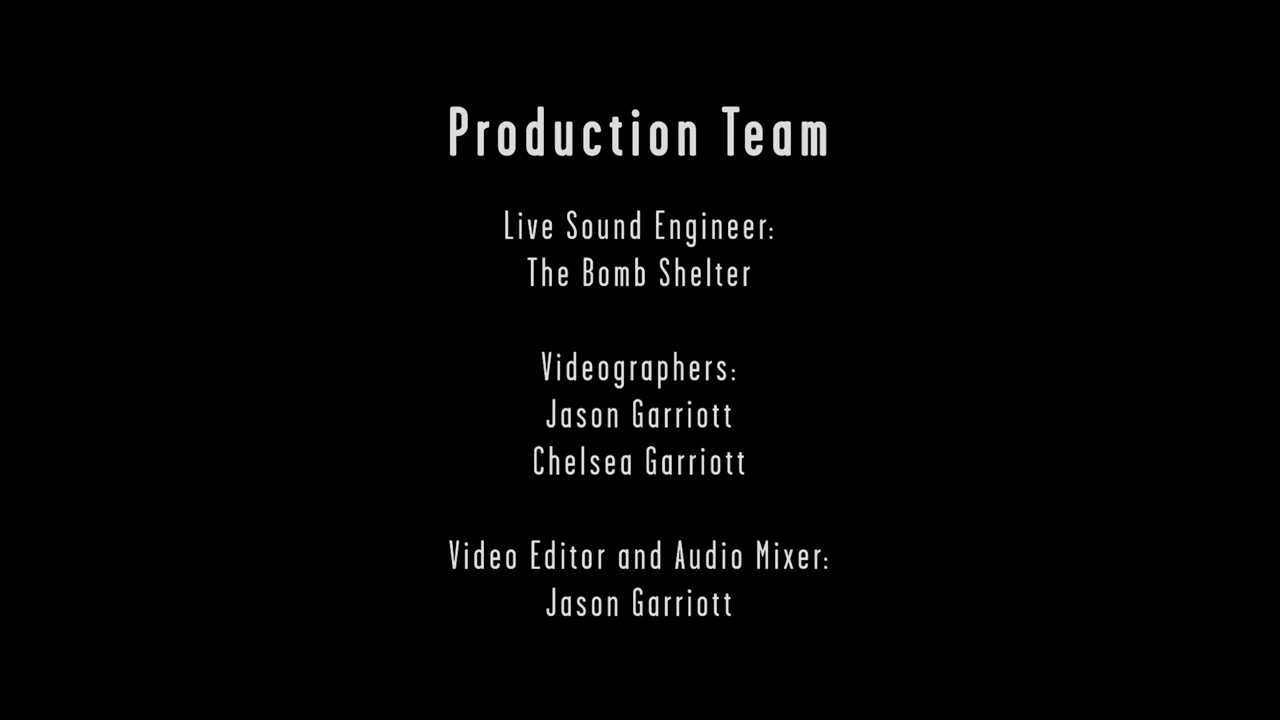 Production Team
Live Sound Engineer:
The Bomb Shelter
Videographers:
Jason Garriott
Chelsea Garriott
Video Editor and Audio Mixer:
Jason Garriott